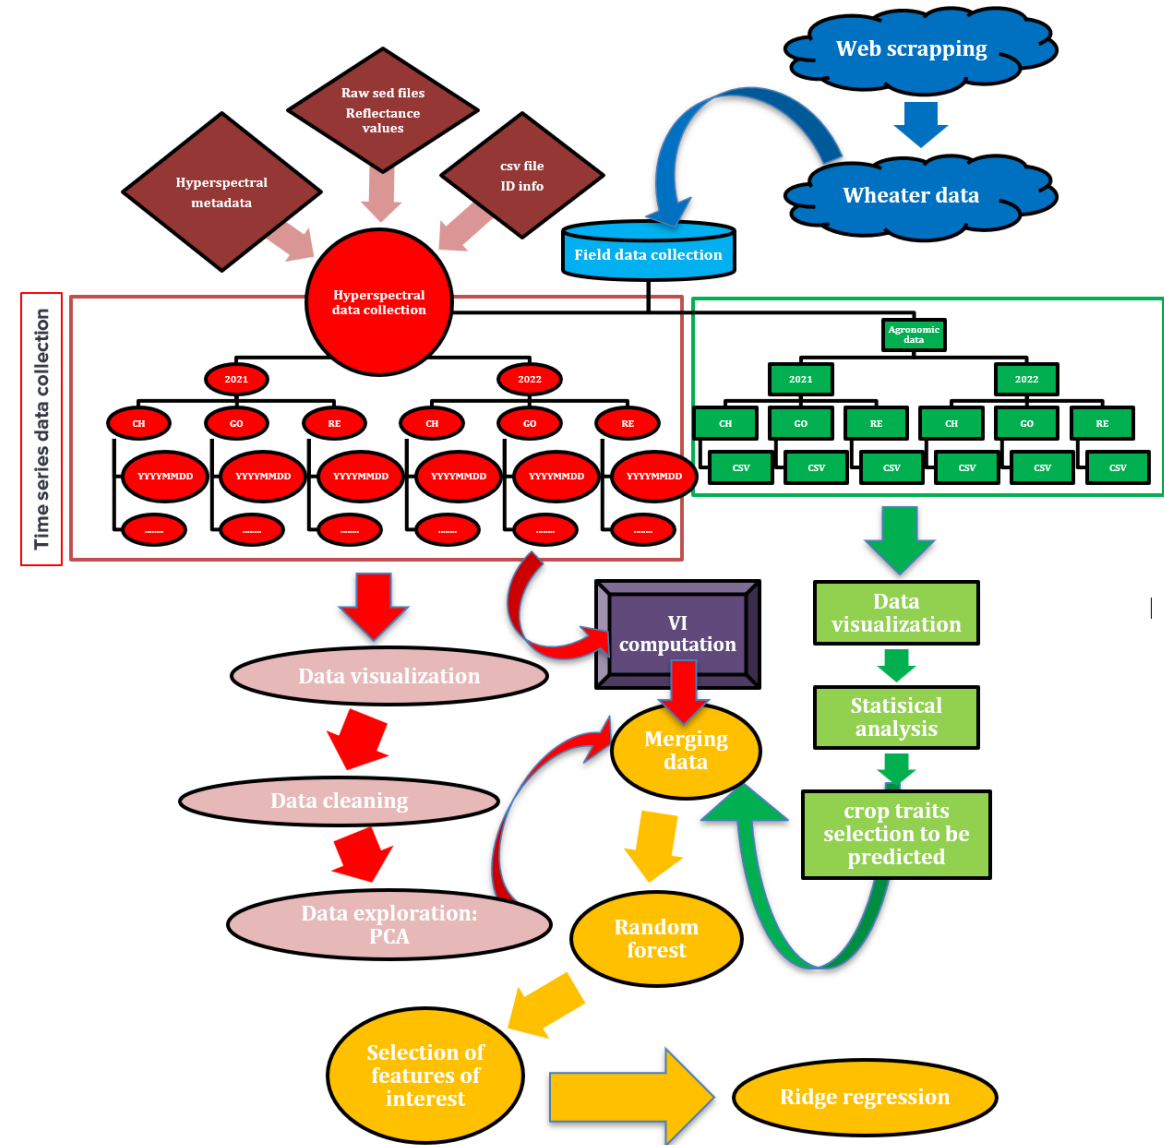 Web scrapping
Wheater data
Raw sed files
Reflectance
values
Hyperspectral
metadata
csv file
ID info
Field data collection
Time series data collection
Hyperspectral
data collection
2021
2022
CH
GO
RE
CH
GO
RE
YYYYMMDD
YYYYMMDD
YYYYMMDD
YYYYMMDD
YYYYMMDD
YYYYMMDD
........
........
........
........
........
........
Agronomic
data
2021
2022
CH
GO
RE
CH
GO
RE
CSV
CSV
CSV
CSV
CSV
CSV
VI
computation
Data visualization
Data cleaning
Data exploration:
PCA
Data
visualization
Statisical
analysis
crop traits
selection to be
predicted
Merging
data
Random
forest
Selection of
features of
interest
Ridge regression